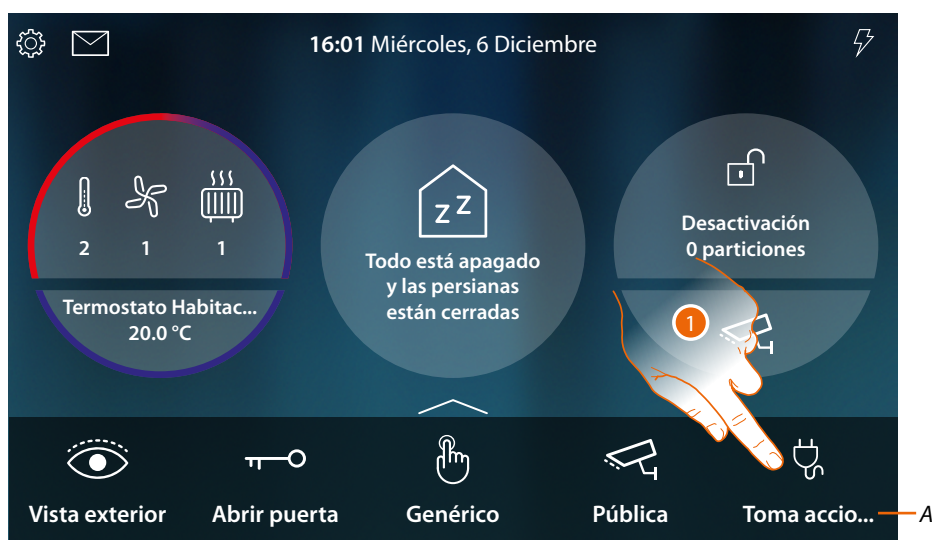 16:01 Miércoles, 6 Diciembre
2 1 1
Termostato Habitac...
20.0 °C
z Z
Todo está apagado
y las persianas
están cerradas
Desactivación
0 particiones
1
Vista exterior
Abrir puerta
Genérico
Pública
Toma accio...
A